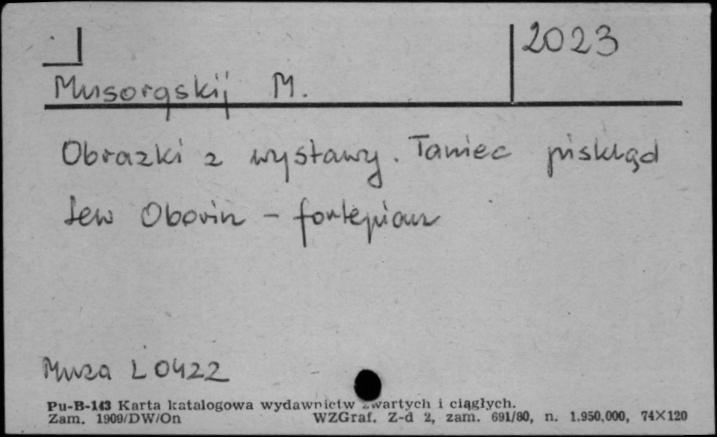 2023
Musorgskij M.
Obrazki z wystawy. Taniec piskląd
Lew Oborin - fortepian
Muza L 0422
Pu-B-143 Karta katalogowa wydawnictw zwartych i ciągłych.
Zam. 1909/DW/On WZGraf. Z-d 2, zam. 691/80, n. 1.950,000, 74X120